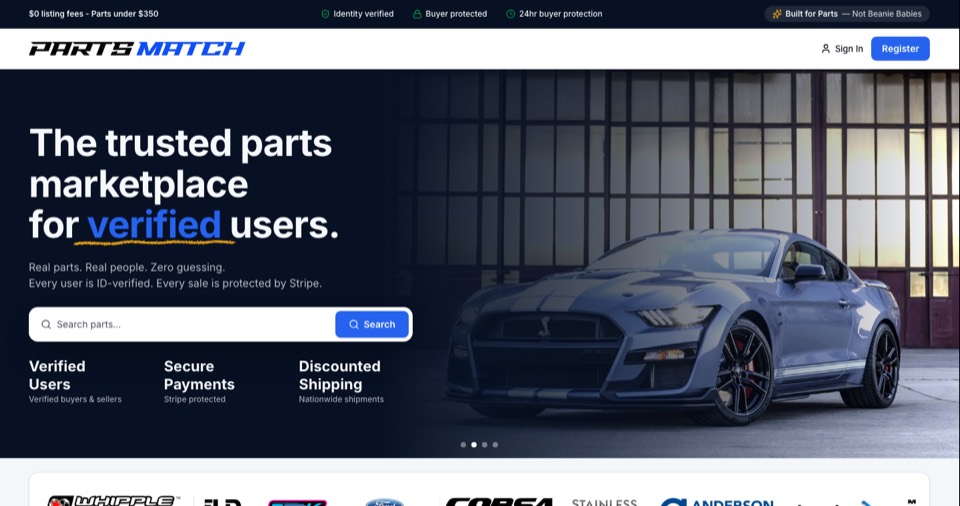 $0 listing fees - Parts under $350
Identity verified
Buyer protected
24hr buyer protection
Built for Parts — Not Beanie Babies
PARTS MATCH
Sign In
Register
The trusted parts
marketplace
for verified users.
Real parts. Real people. Zero guessing.
Every user is ID-verified. Every sale is protected by Stripe.
Search parts...
Search
Verified
Users
Verified buyers & sellers
Secure
Payments
Stripe protected
Discounted
Shipping
Nationwide shipments
WHIPPLE
Ford
CORSA
STAINLESS
ANDERSON